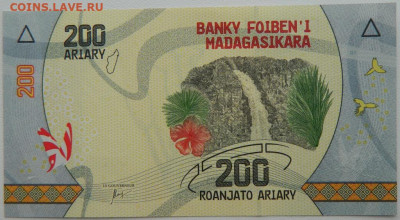 COINS.LAVE.RU
200
ARIARY
BANKY FOIBEN'I
MADAGASIKARA
200
200
ROANJATO ARIARY